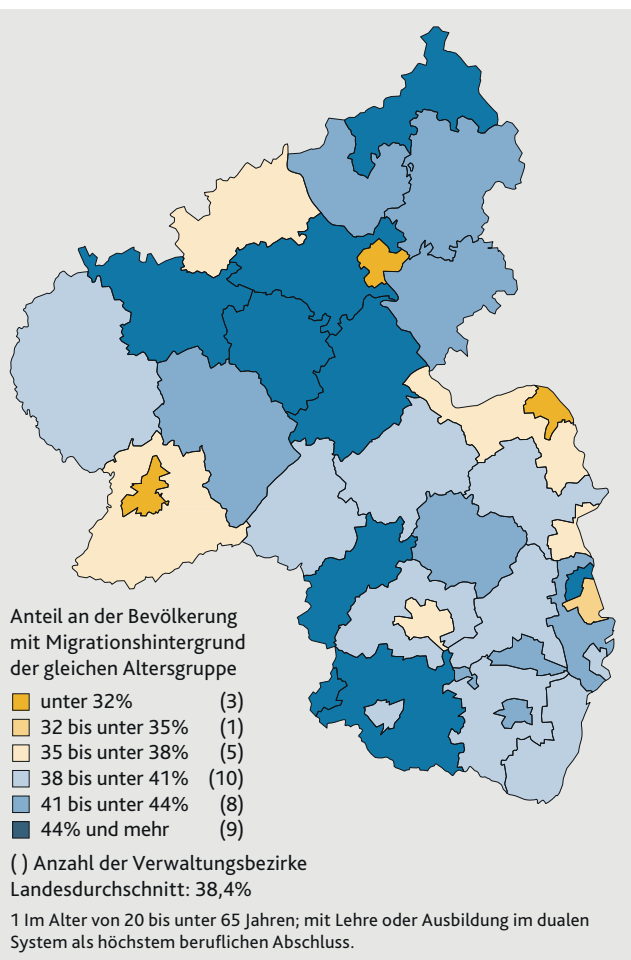 Anteil an der Bevölkerung
mit Migrationshintergrund
der gleichen Altersgruppe
unter 32% (3)
32 bis unter 35% (1)
35 bis unter 38% (5)
38 bis unter 41% (10)
41 bis unter 44% (8)
44% und mehr (9)
( ) Anzahl der Verwaltungsbezirke
Landesdurchschnitt: 38,4%
1 Im Alter von 20 bis unter 65 Jahren; mit Lehre oder Ausbildung im dualen
System als höchstem beruflichen Abschluss.